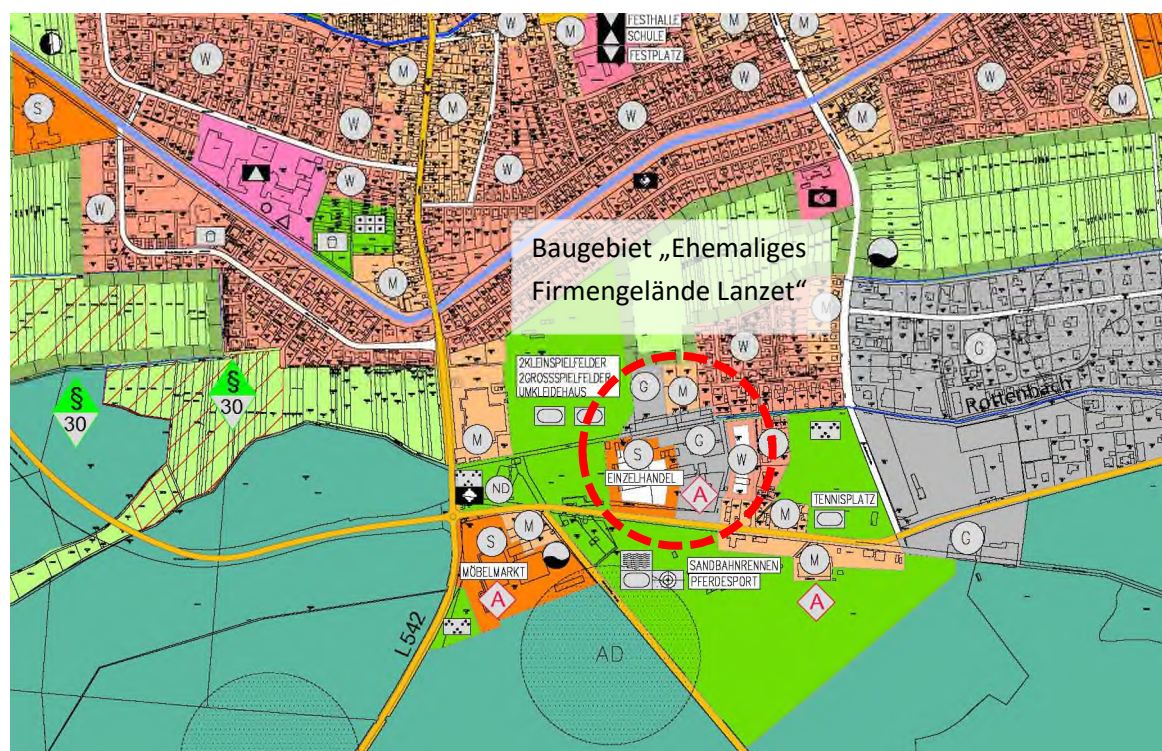 FESTHALLE
SCHULE
FESTPLATZ
M
M
W
M
W
W
M
W
S
W
M
M
W
W
W
K
Baugebiet „Ehemaliges
Firmengelände Lanzet“
M
M
W
G
2KLEINSPIELFELDER
2GROSSSPIELFELDER
UMKLEIDEHAUS
G
M
Rottenbach
§
30
§
30
M
S
G
W
EINZELHANDEL
ND
A
TENNISPLATZ
M
S
M
G
MÖBELMARKT
SANDBAHNRENNEN
PFERDESPORT
M
A
A
L542
AD